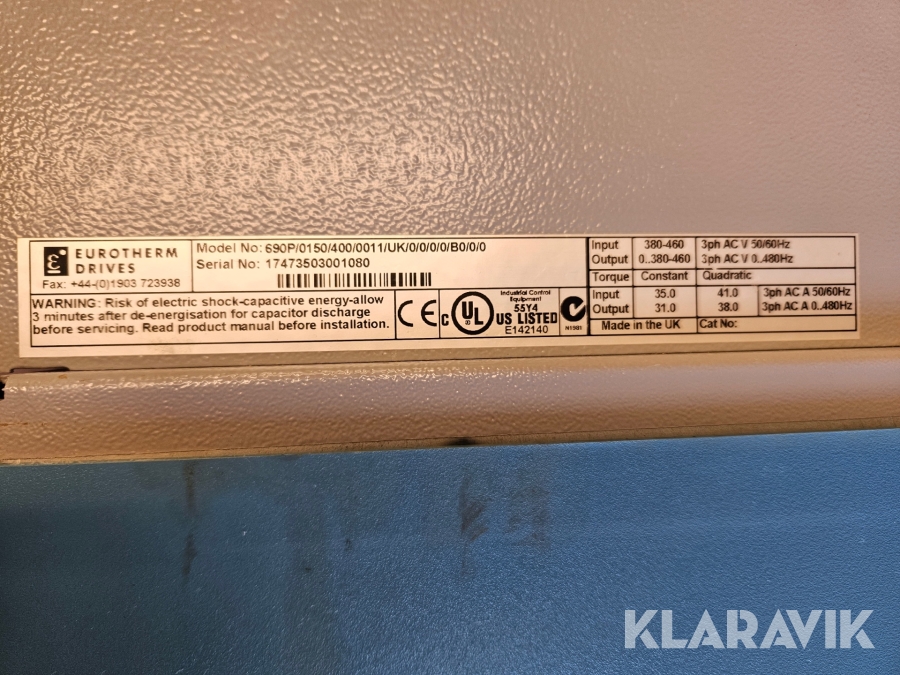 EUROTHERM
DRIVES
Fax: +44-(0)1903 723938
Model No: 690P/0150/400/0011/UK/0/0/0/0/B0/0/0
Serial No: 17473503001080
WARNING: Risk of electric shock-capacitive energy-allow
3 minutes after de-energisation for capacitor discharge
before servicing. Read product manual before installation.
CE
c UL US LISTED
Industrial Control
Equipment
55Y4
E142140
N1503
Input 380-460 3ph AC V 50/60Hz
Output 0..380-460 3ph AC V 0..480Hz
Torque Constant Quadratic
Input 35.0 41.0 3ph AC A 50/60Hz
Output 31.0 38.0 3ph AC A 0..480Hz
Made in the UK Cat No:
KLARAVIK